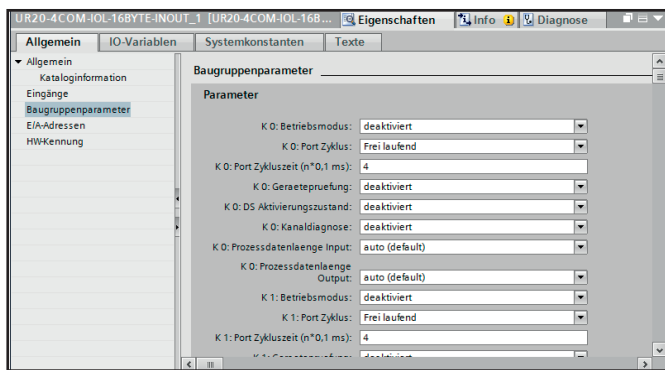 UR20-4COM-IOL-16BYTE-INOUT_1 [UR20-4COM-IOL-16B... Eigenschaften Info Diagnose
Allgemein IO-Variablen Systemkonstanten Texte
Allgemein
Kataloginformation
Eingänge
Baugruppenparameter
E/A-Adressen
HW-Kennung
Baugruppenparameter
Parameter
K 0: Betriebsmodus: deaktiviert
K 0: Port Zyklus: Frei laufend
K 0: Port Zykluszeit (n*0,1 ms): 4
K 0: Geraetepruefung: deaktiviert
K 0: DS Aktivierungszustand: deaktiviert
K 0: Kanaldiagnose: deaktiviert
K 0: Prozessdatenlaenge Input: auto (default)
K 0: Prozessdatenlaenge
Output: auto (default)
K 1: Betriebsmodus: deaktiviert
K 1: Port Zyklus: Frei laufend
K 1: Port Zykluszeit (n*0,1 ms): 4